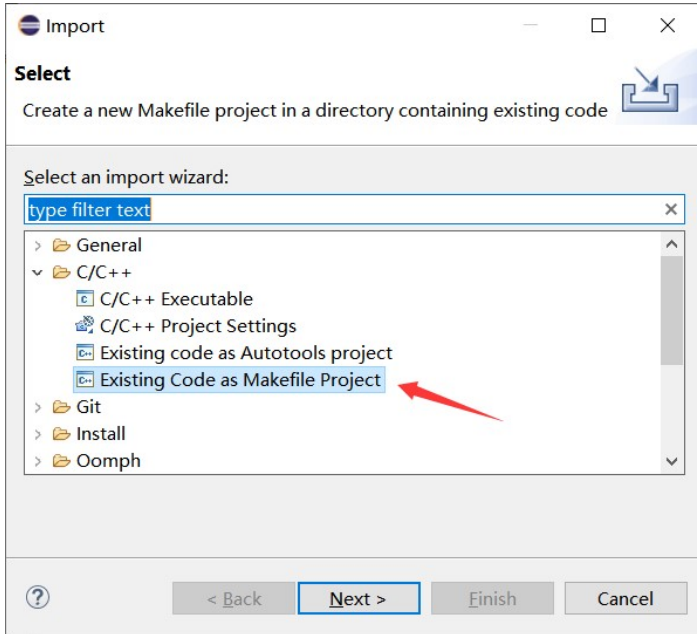 Import
Select
Create a new Makefile project in a directory containing existing code
Select an import wizard:
type filter text
General
C/C++
C/C++ Executable
C/C++ Project Settings
Existing code as Autotools project
Existing Code as Makefile Project
Git
Install
Oomph
< Back Next > Finish Cancel